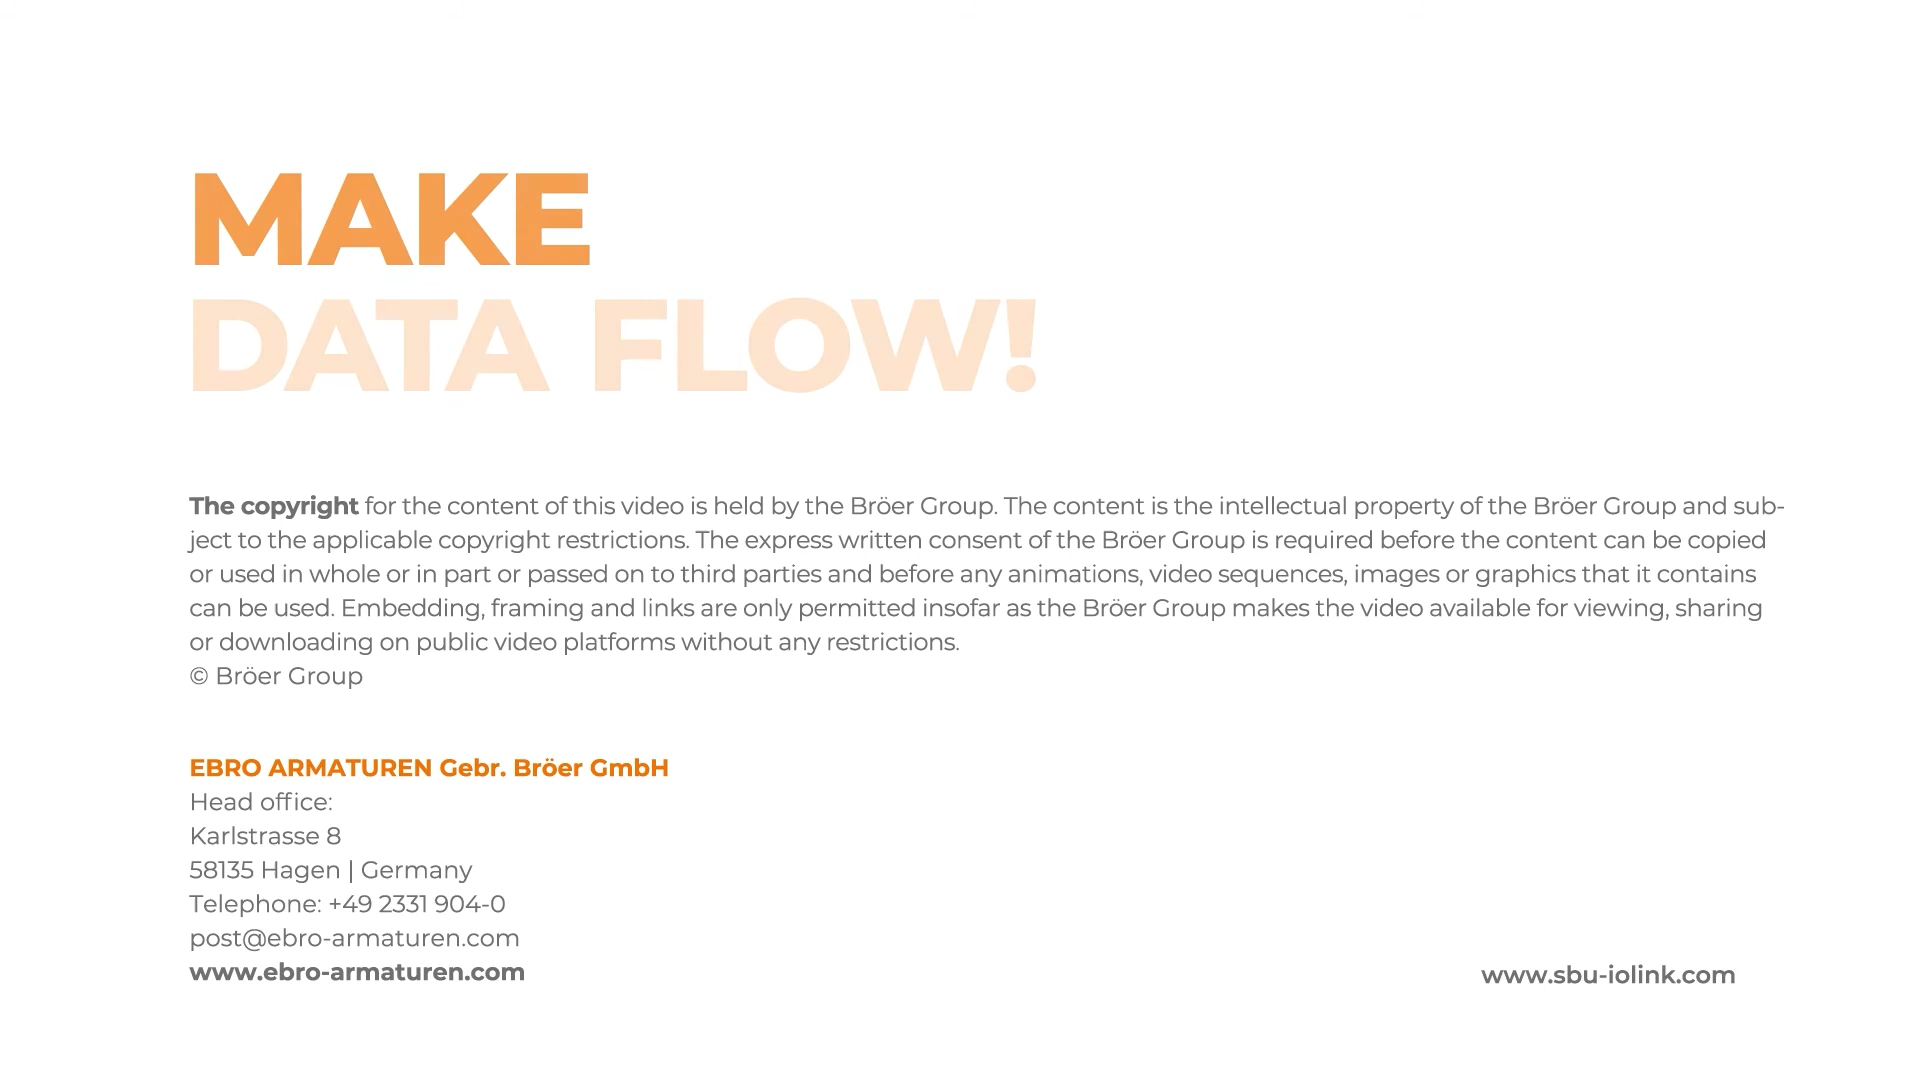 MAKE
DATA FLOW!
The copyright for the content of this video is held by the Bröer Group. The content is the intellectual property of the Bröer Group and sub-
ject to the applicable copyright restrictions. The express written consent of the Bröer Group is required before the content can be copied
or used in whole or in part or passed on to third parties and before any animations, video sequences, images or graphics that it contains
can be used. Embedding, framing and links are only permitted insofar as the Bröer Group makes the video available for viewing, sharing
or downloading on public video platforms without any restrictions.
© Bröer Group
EBRO ARMATUREN Gebr. Bröer GmbH
Head office:
Karlstrasse 8
58135 Hagen | Germany
Telephone: +49 2331 904-0
post@ebro-armaturen.com
www.ebro-armaturen.com
www.sbu-iolink.com